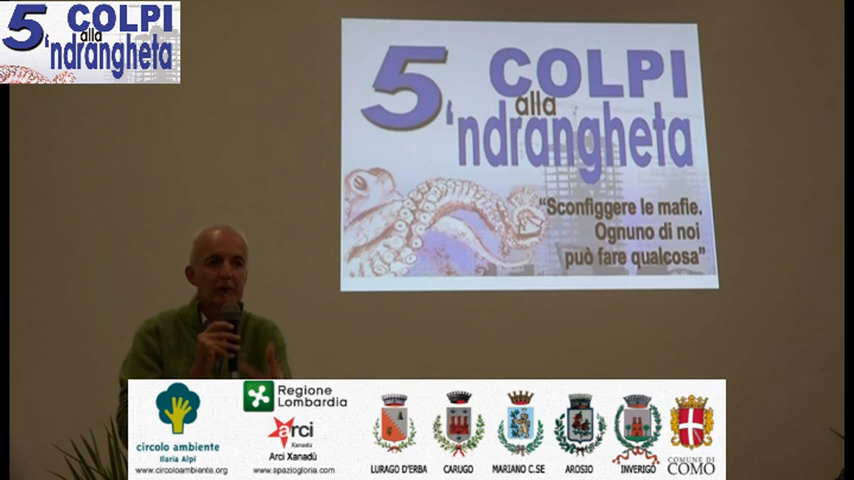 5 COLPI
alla
'ndrangheta
5 COLPI
alla
'ndrangheta
"Sconfiggere le mafie.
Ognuno di noi
può fare qualcosa"
circolo ambiente
Ilaria Alpi
www.circoloambiente.org
Regione
Lombardia
arci
Xanadù
Arci Xanadù
www.spaziogloria.com
LURAGO D'ERBA
CARUGO
MARIANO C.SE
AROSIO
INVERIGO
COMUNE DI
COMO